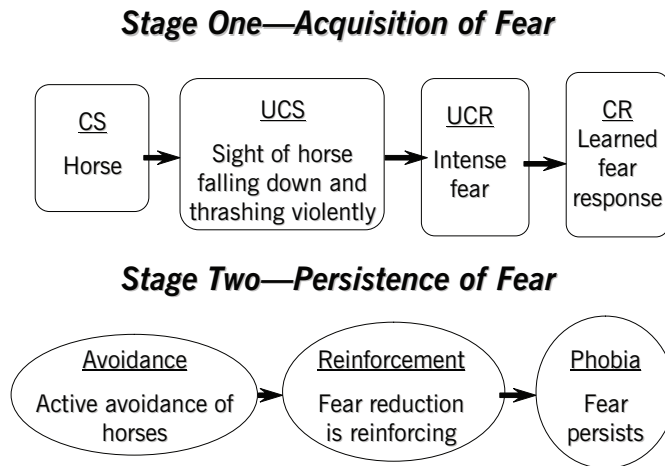 Stage One—Acquisition of Fear
CS
Horse
UCS
Sight of horse
falling down and
thrashing violently
UCR
Intense
fear
CR
Learned
fear
response
Stage Two—Persistence of Fear
Avoidance
Active avoidance of
horses
Reinforcement
Fear reduction
is reinforcing
Phobia
Fear
persists